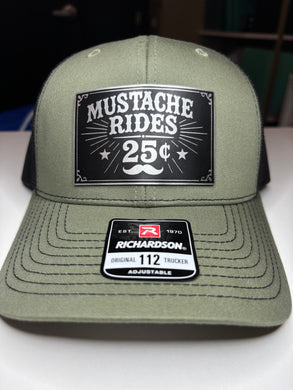 MUSTACHE
RIDES
25¢
EST. R 1970
RICHARDSON®
ORIGINAL 112 TRUCKER
ADJUSTABLE